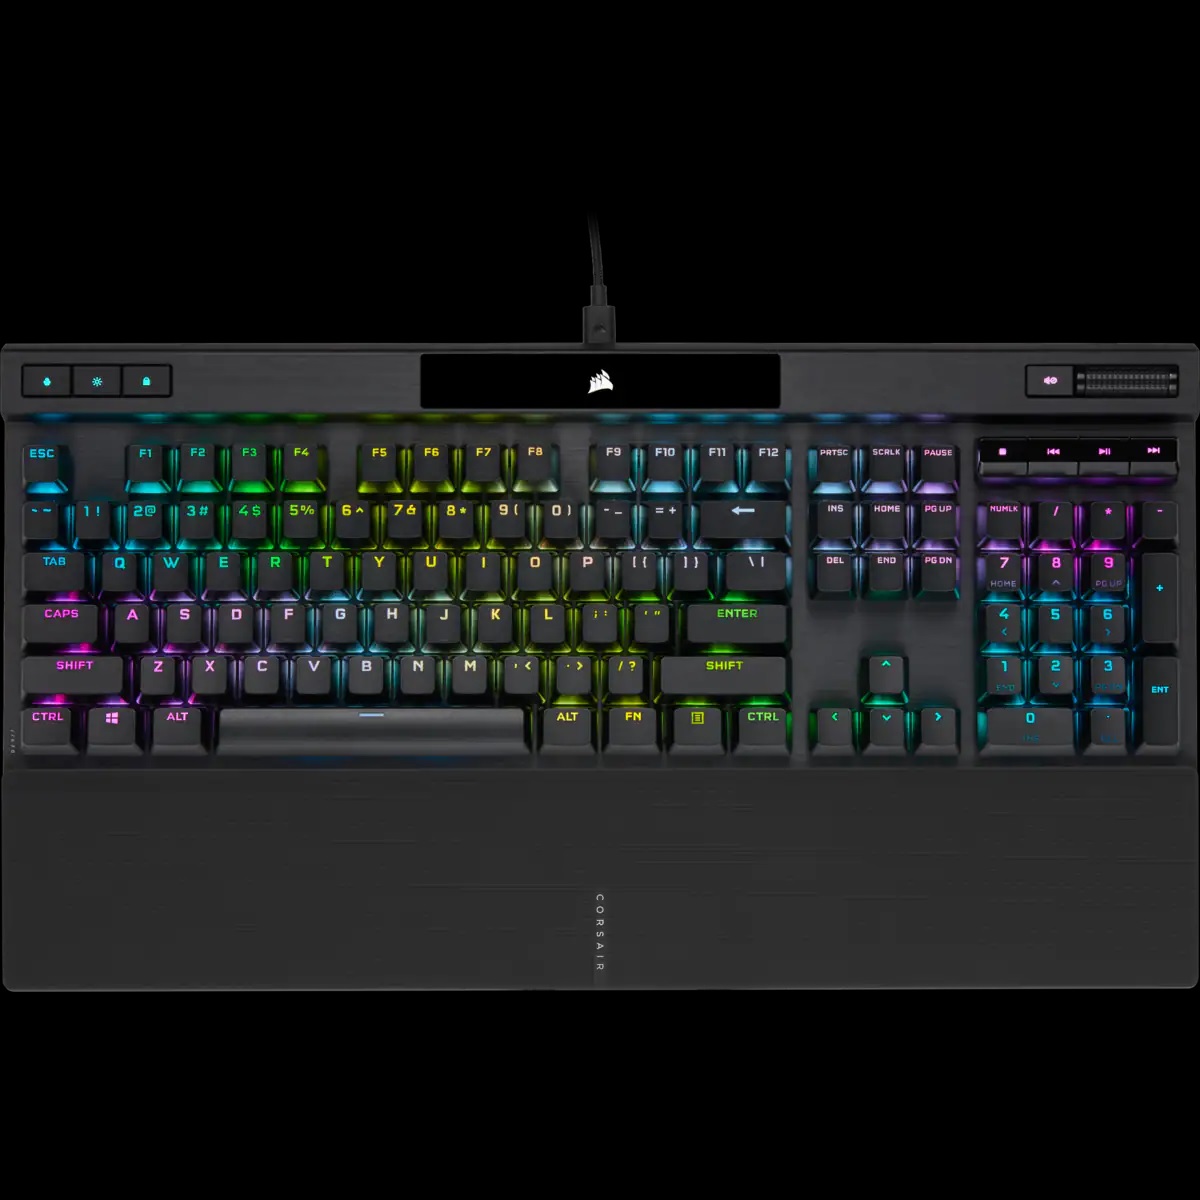 ESC F1 F2 F3 F4 F5 F6 F7 F8 F9 F10 F11 F12 PRTSC SCRLK PAUSE
` ~ 1 ! 2 @ 3 # 4 $ 5 % 6 ^ 7 & 8 * 9 ( 0 ) - _ = + INS HOME PG UP NUMLK / * -
TAB Q W E R T Y U I O P [ { ] } \ | DEL END PG DN 7 HOME 8 9 PG UP +
CAPS A S D F G H J K L ; : ' " ENTER 4 5 6
SHIFT Z X C V B N M , < . > / ? SHIFT 1 END 2 3 ENT
CTRL ALT ALT FN CTRL 0 .
CORSAIR